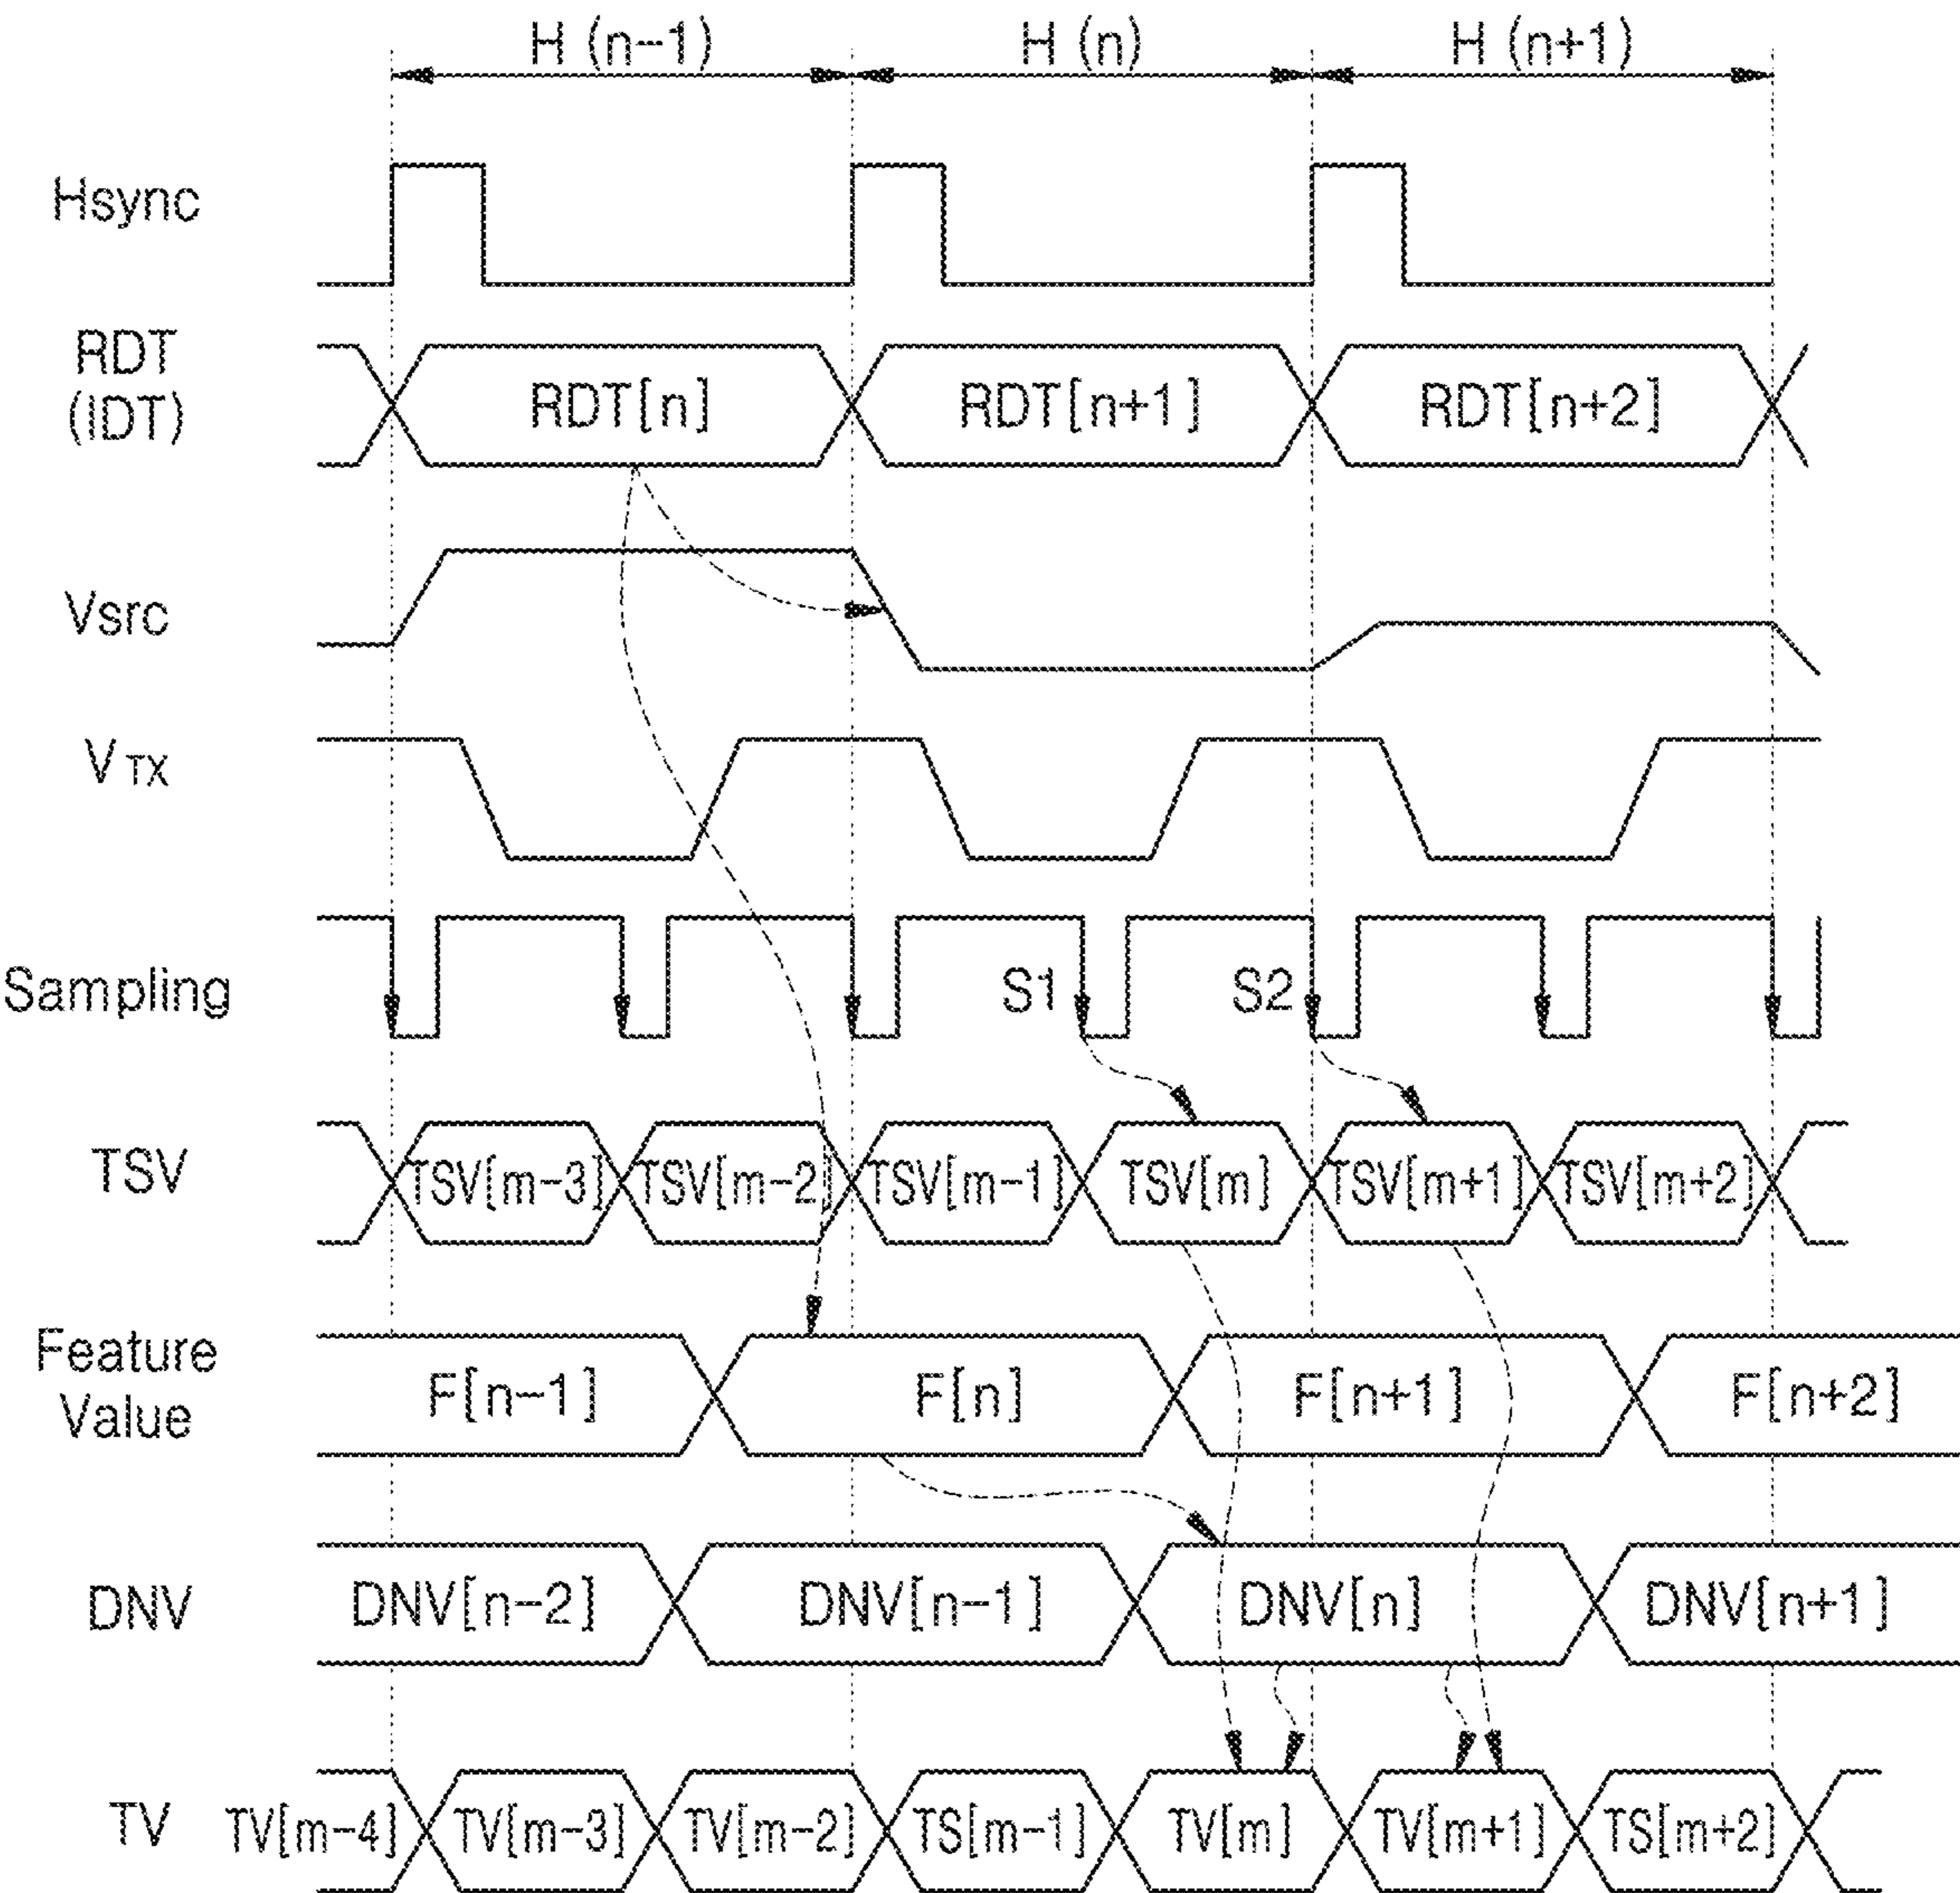 H (n-1) H (n) H (n+1)
Hsync
RDT
(IDT)
RDT[n] RDT[n+1] RDT[n+2]
Vsrc
VTX
Sampling S1 S2
TSV TSV[m-3] TSV[m-2] TSV[m-1] TSV[m] TSV[m+1] TSV[m+2]
Feature
Value
F[n-1] F[n] F[n+1] F[n+2]
DNV DNV[n-2] DNV[n-1] DNV[n] DNV[n+1]
TV TV[m-4] TV[m-3] TV[m-2] TS[m-1] TV[m] TV[m+1] TS[m+2]